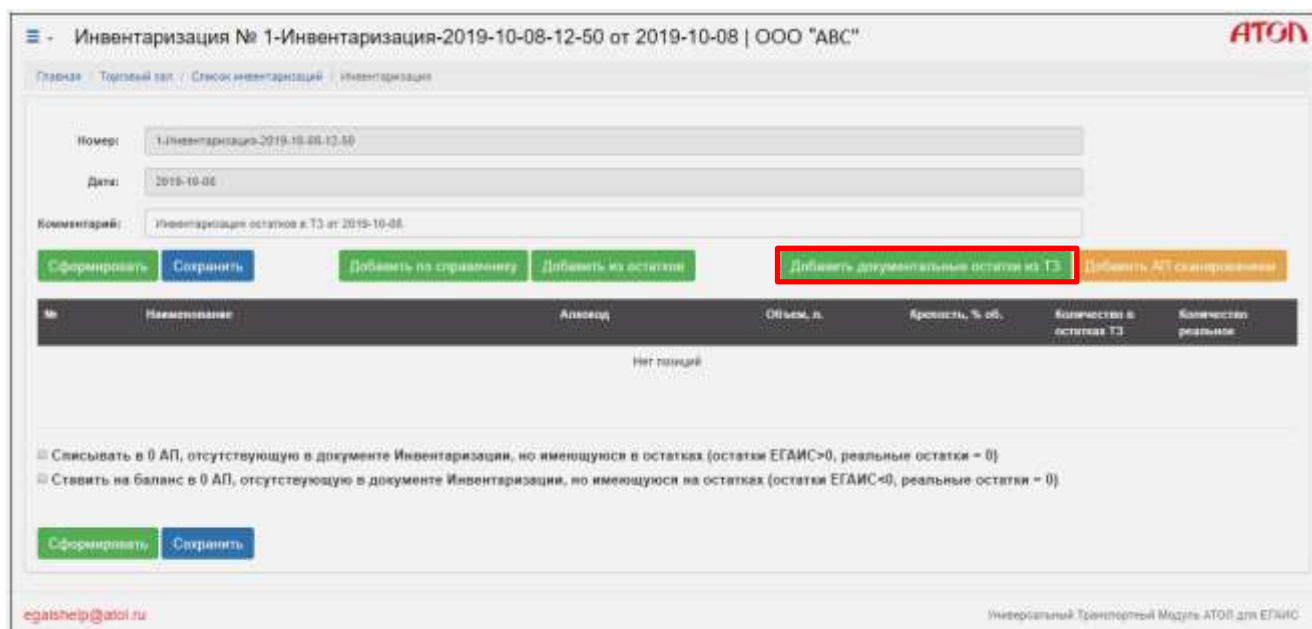 Инвентаризация № 1-Инвентаризация-2019-10-08-12-50 от 2019-10-08 | ООО "АВС"
АТОЛ
Главная / Торговый зал / Список инвентаризаций / Инвентаризация
Номер: 1-Инвентаризация-2019-10-08-12-50
Дата: 2019-10-08
Комментарий: Инвентаризация остатков в ТЗ от 2019-10-08
Сформировать Сохранить Добавить по справочнику Добавить из остатков Добавить документальные остатки из ТЗ Добавить АП сканированием
№ Наименование Алкокод Объем, л. Крепость, % об. Количество в остатках ТЗ Количество реальное
Нет позиций
Списывать в 0 АП, отсутствующую в документе Инвентаризации, но имеющуюся в остатках (остатки ЕГАИС>0, реальные остатки = 0)
Ставить на баланс в 0 АП, отсутствующую в документе Инвентаризации, но имеющуюся на остатках (остатки ЕГАИС<0, реальные остатки = 0)
Сформировать Сохранить
egaishelp@atol.ru Универсальный Транспортный Модуль АТОЛ для ЕГАИС